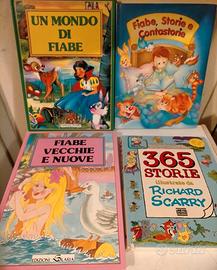 UN MONDO
DI
FIABE
Fiabe, Storie e
Contastorie
FIABE
VECCHIE
E NUOVE
EDIZIONI
365
STORIE
illustrate da
RICHARD
SCARRY